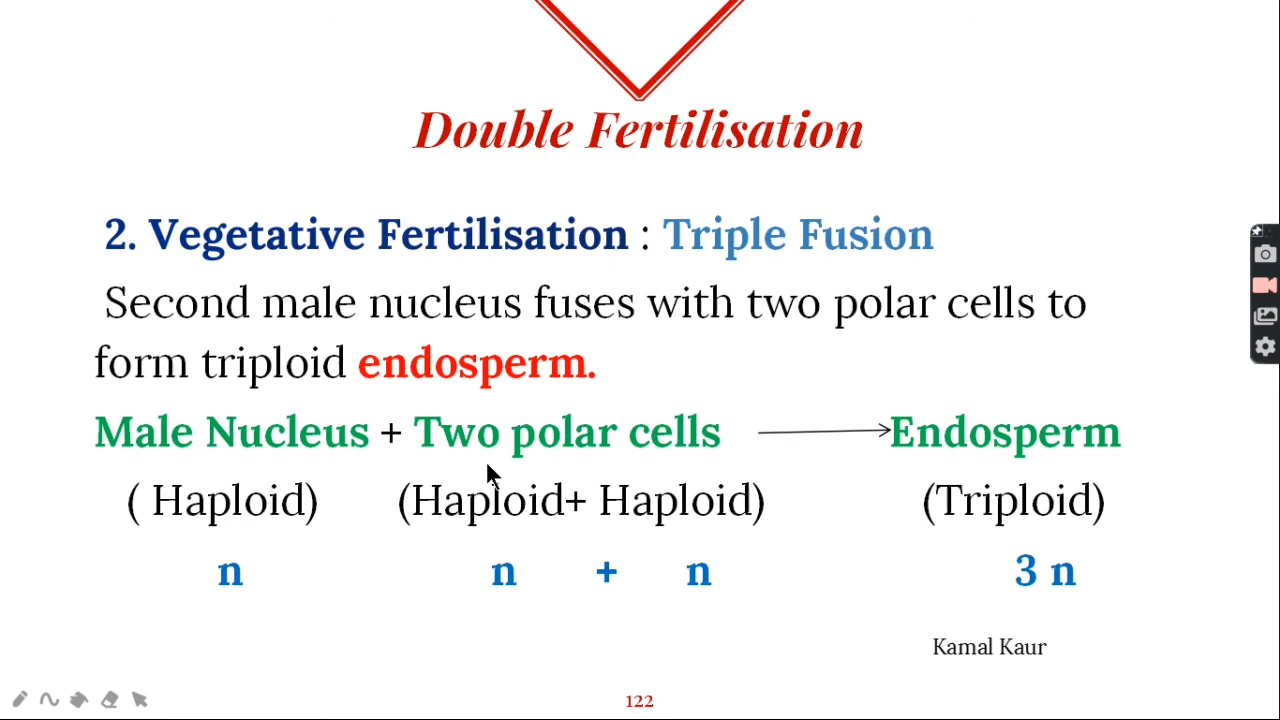 Double Fertilisation
2. Vegetative Fertilisation : Triple Fusion
Second male nucleus fuses with two polar cells to
form triploid endosperm.
Male Nucleus + Two polar cells Endosperm
( Haploid) (Haploid+ Haploid) (Triploid)
n n + n 3 n
Kamal Kaur
122